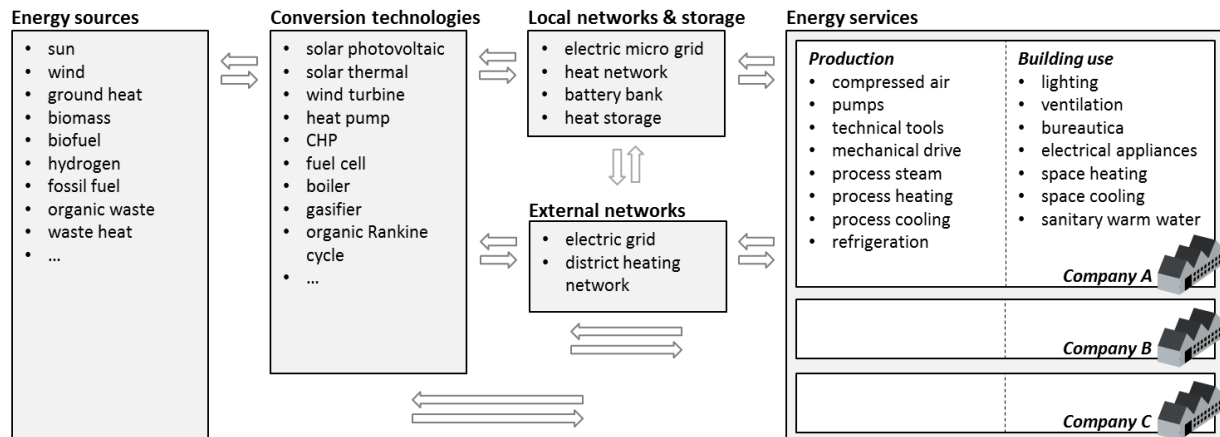 Energy sources
• sun
• wind
• ground heat
• biomass
• biofuel
• hydrogen
• fossil fuel
• organic waste
• waste heat
• ...
Conversion technologies
• solar photovoltaic
• solar thermal
• wind turbine
• heat pump
• CHP
• fuel cell
• boiler
• gasifier
• organic Rankine
cycle
• ...
Local networks & storage
• electric micro grid
• heat network
• battery bank
• heat storage
External networks
• electric grid
• district heating
network
Energy services
Production
• compressed air
• pumps
• technical tools
• mechanical drive
• process steam
• process heating
• process cooling
• refrigeration
Building use
• lighting
• ventilation
• bureautica
• electrical appliances
• space heating
• space cooling
• sanitary warm water
Company A
Company B
Company C